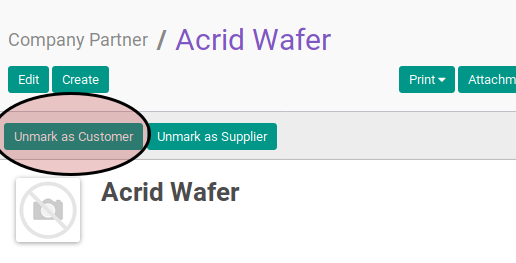 Company Partner / Acrid Wafer
Edit Create Print Attachm
Unmark as Customer Unmark as Supplier
Acrid Wafer